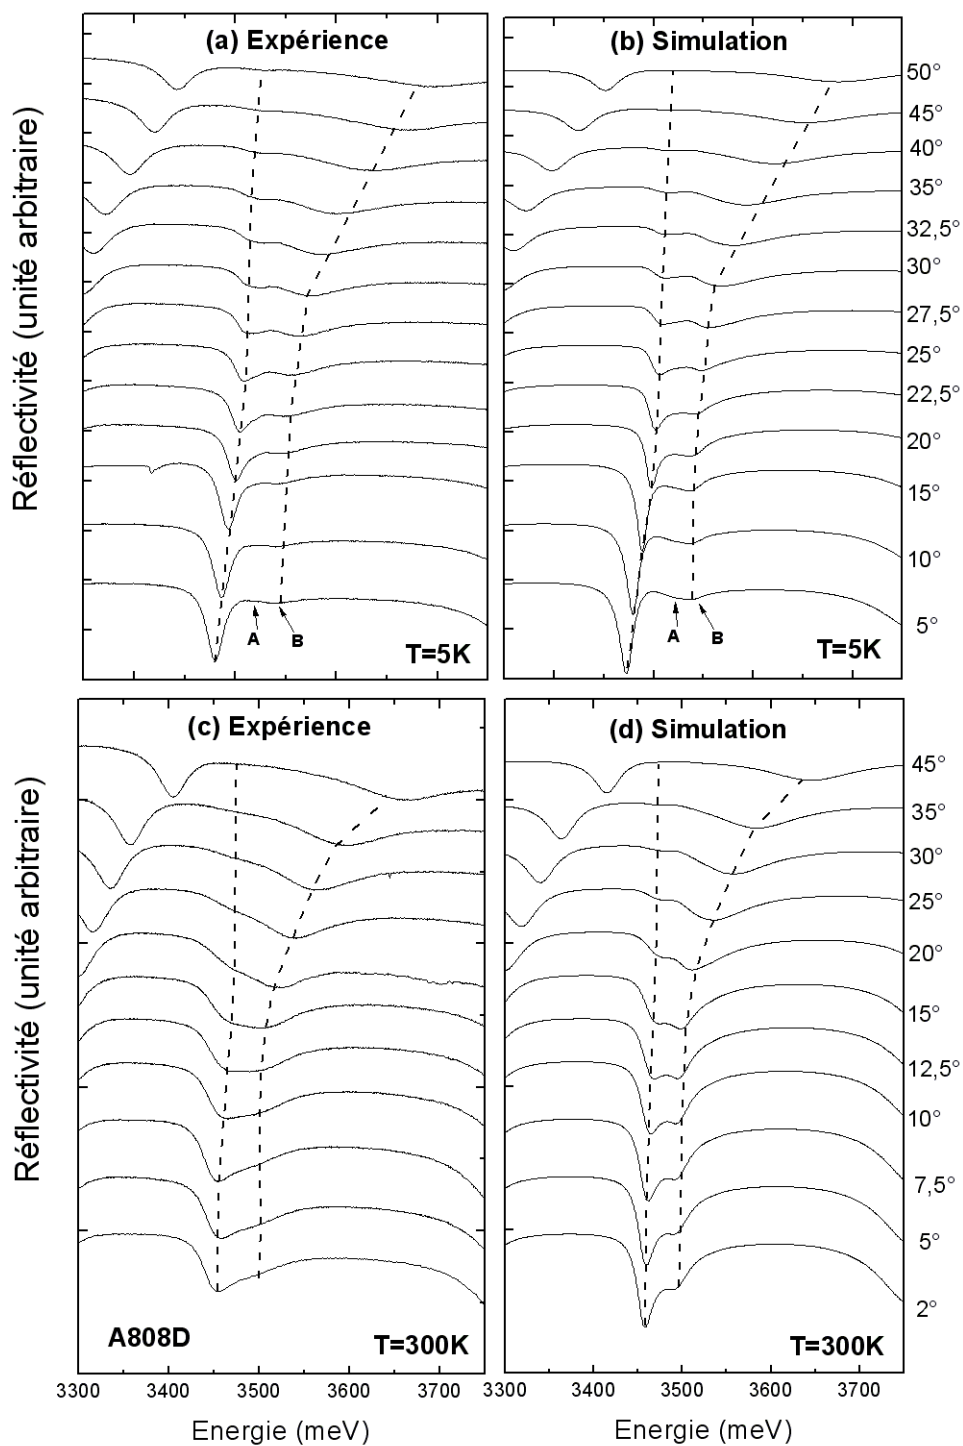 (a) Expérience
(b) Simulation
Réflectivité (unité arbitraire)
50°
45°
40°
35°
32,5°
30°
27,5°
25°
22,5°
20°
15°
10°
5°
A
B
T=5K
A
B
T=5K
(c) Expérience
(d) Simulation
Réflectivité (unité arbitraire)
45°
35°
30°
25°
20°
15°
12,5°
10°
7,5°
5°
2°
A808D
T=300K
T=300K
3300 3400 3500 3600 3700
3300 3400 3500 3600 3700
Energie (meV)
Energie (meV)